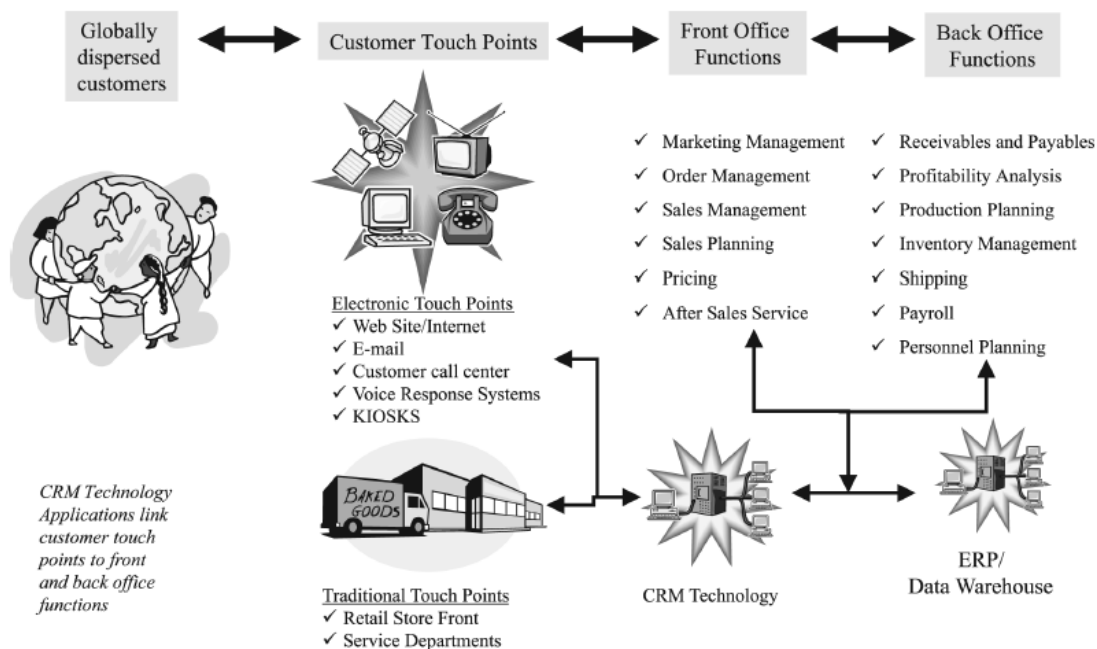 Globally
dispersed
customers
Customer Touch Points
Front Office
Functions
Back Office
Functions
✓ Marketing Management
✓ Order Management
✓ Sales Management
✓ Sales Planning
✓ Pricing
✓ After Sales Service
✓ Receivables and Payables
✓ Profitability Analysis
✓ Production Planning
✓ Inventory Management
✓ Shipping
✓ Payroll
✓ Personnel Planning
Electronic Touch Points
✓ Web Site/Internet
✓ E-mail
✓ Customer call center
✓ Voice Response Systems
✓ KIOSKS
BAKED
GOODS
Traditional Touch Points
✓ Retail Store Front
✓ Service Departments
CRM Technology
ERP/
Data Warehouse
CRM Technology
Applications link
customer touch
points to front
and back office
functions